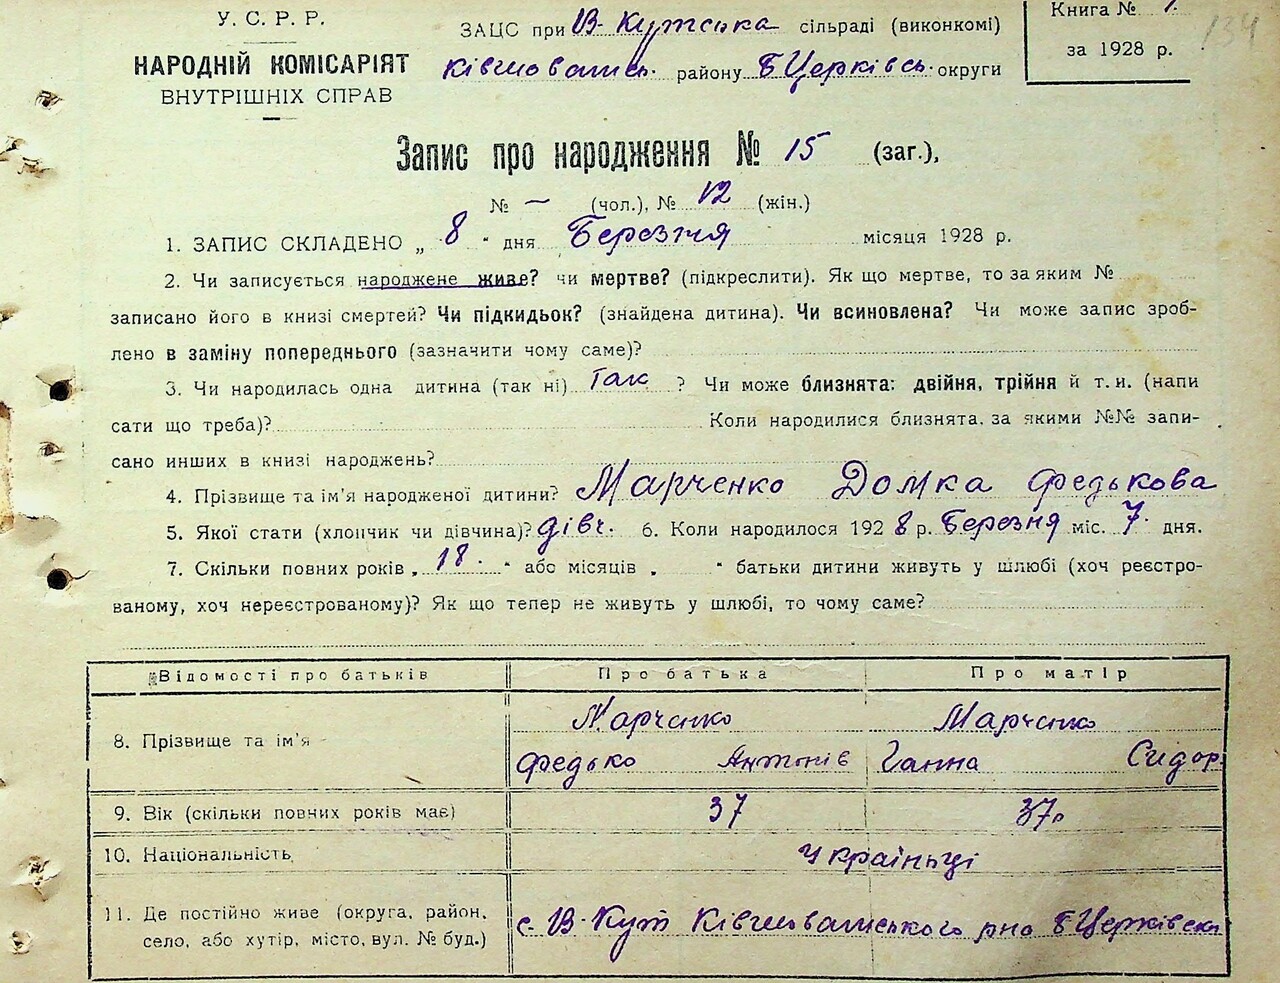 У. С. Р. Р.
НАРОДНІЙ КОМІСАРІЯТ
ВНУТРІШНІХ СПРАВ
ЗАЦС при В-Кутська сільраді (виконкомі)
Ківшоватсь. району Б Церківсь. округи
Книга № 1.
за 1928 р.
134
Запис про народження № 15 (заг.),
№ – (чол.), № 12 (жін.)
1. ЗАПИС СКЛАДЕНО „ 8 “ дня Березня місяця 1928 р.
2. Чи записується народжене живе? чи мертве? (підкреслити). Як що мертве, то за яким №
записано його в книзі смертей? Чи підкидьок? (знайдена дитина). Чи всиновлена? Чи може запис зроб-
лено в заміну попереднього (зазначити чому саме)?
3. Чи народилась одна дитина (так ні) Так ? Чи може близнята: двійня, трійня й т. и. (напи
сати що треба)? Коли народилися близнята, за якими №№ запи-
сано инших в книзі народжень?
4. Прізвище та ім'я народженої дитини? Марченко Домка Федькова
5. Якої стати (хлопчик чи дівчина)? дівч. 6. Коли народилося 1928 р. Березня міс. 7. дня.
7. Скільки повних років „ 18. “ або місяців „ “ батьки дитини живуть у шлюбі (хоч реєстро-
ваному, хоч нереєстрованому)? Як що тепер не живуть у шлюбі, то чому саме?
Відомості про батьків Про батька Про матір
8. Прізвище та ім'я Марченко Федько Антонів Марченко Ганна Сидор.
9. Вік (скільки повних років має) 37 37р
10. Національність Українці
11. Де постійно живе (округа, район,
село, або хутір, місто, вул. № буд.) с. В-Кут Ківшоватського рно Б Церківськ